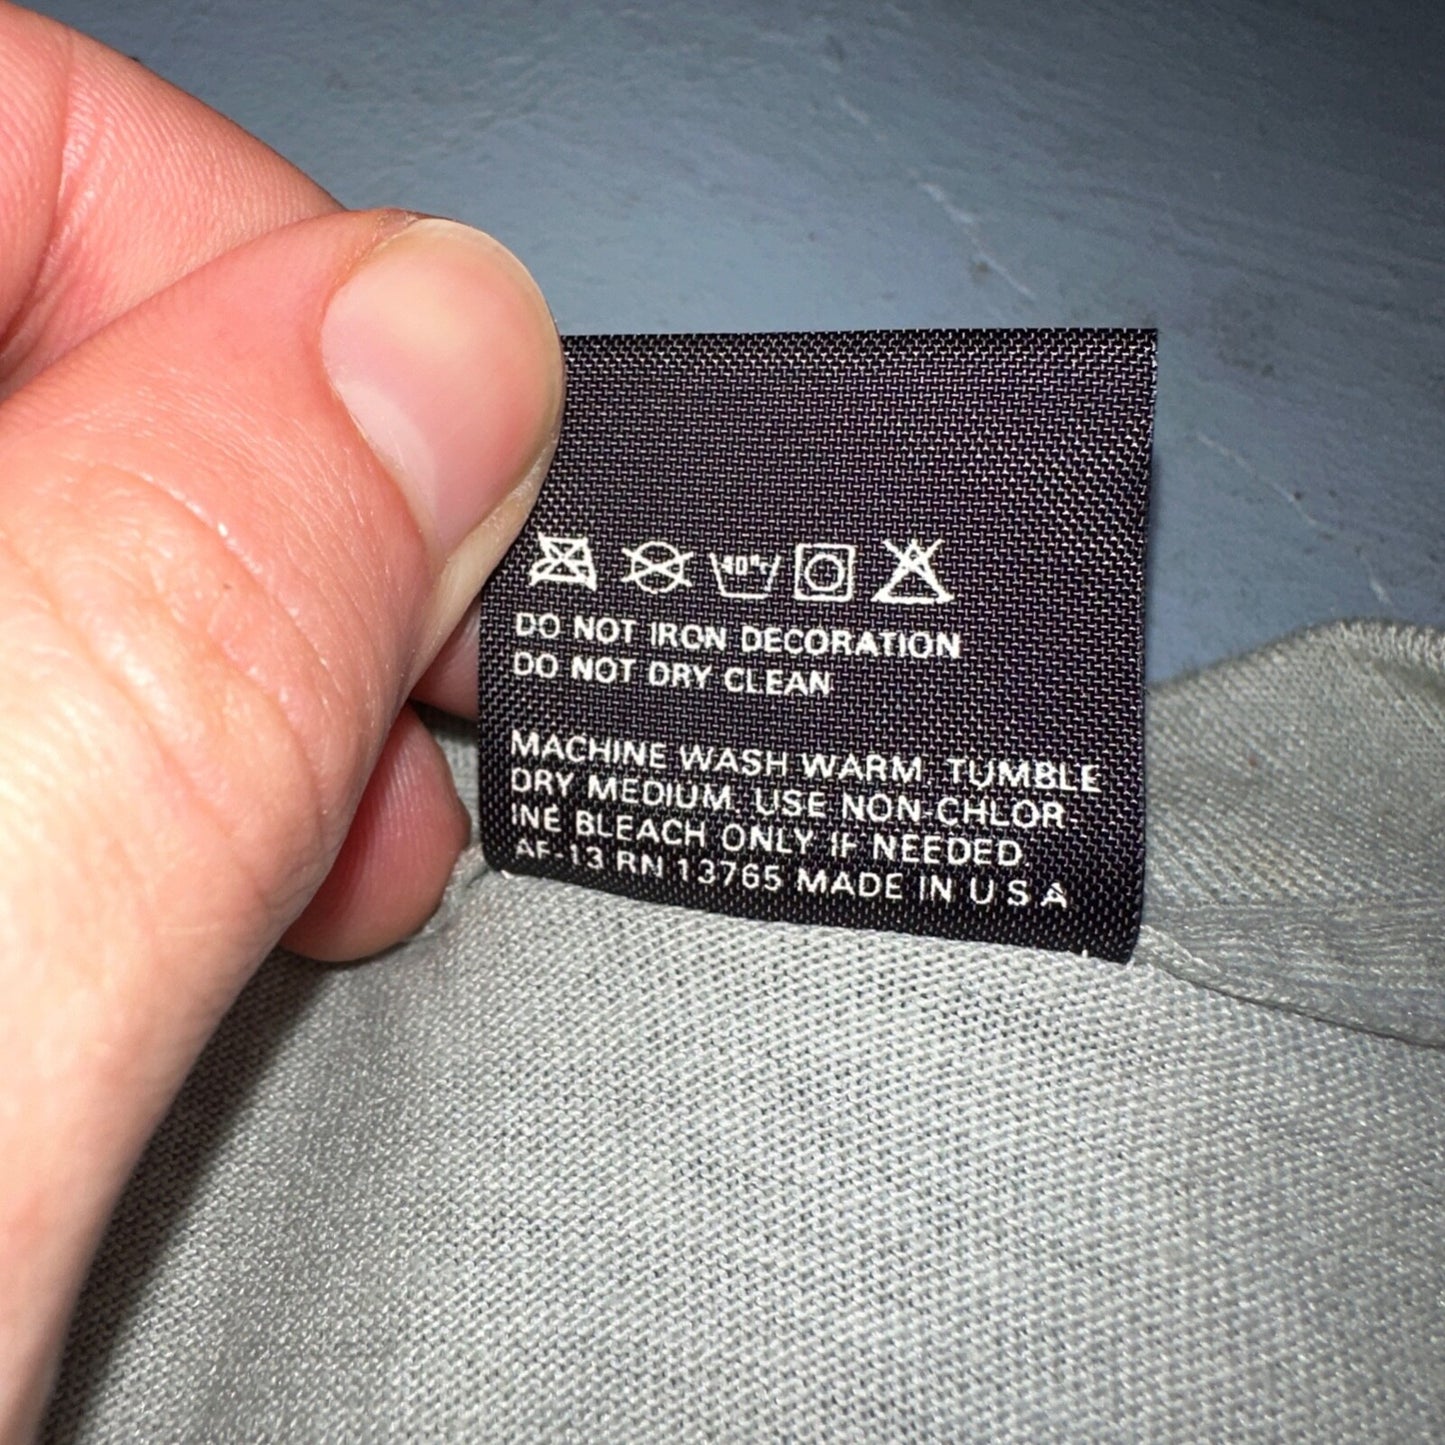 40°
DO NOT IRON DECORATION
DO NOT DRY CLEAN
MACHINE WASH WARM, TUMBLE
DRY MEDIUM. USE NON-CHLOR-
INE BLEACH ONLY IF NEEDED.
AF-13 RN 13765 MADE IN U S A